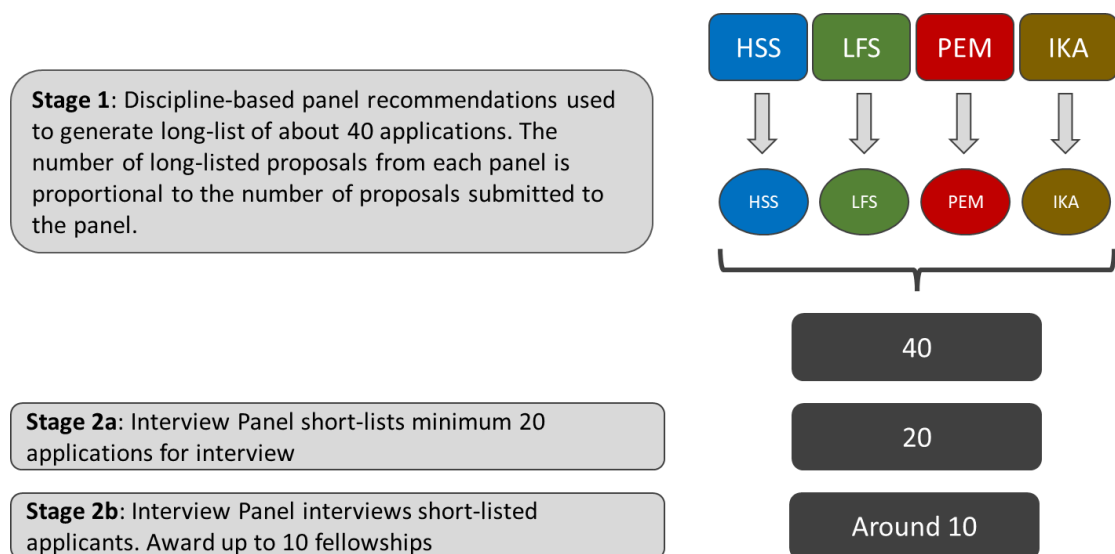 HSS LFS PEM IKA
Stage 1: Discipline-based panel recommendations used
to generate long-list of about 40 applications. The
number of long-listed proposals from each panel is
proportional to the number of proposals submitted to
the panel.
HSS LFS PEM IKA
40
Stage 2a: Interview Panel short-lists minimum 20
applications for interview
20
Stage 2b: Interview Panel interviews short-listed
applicants. Award up to 10 fellowships
Around 10